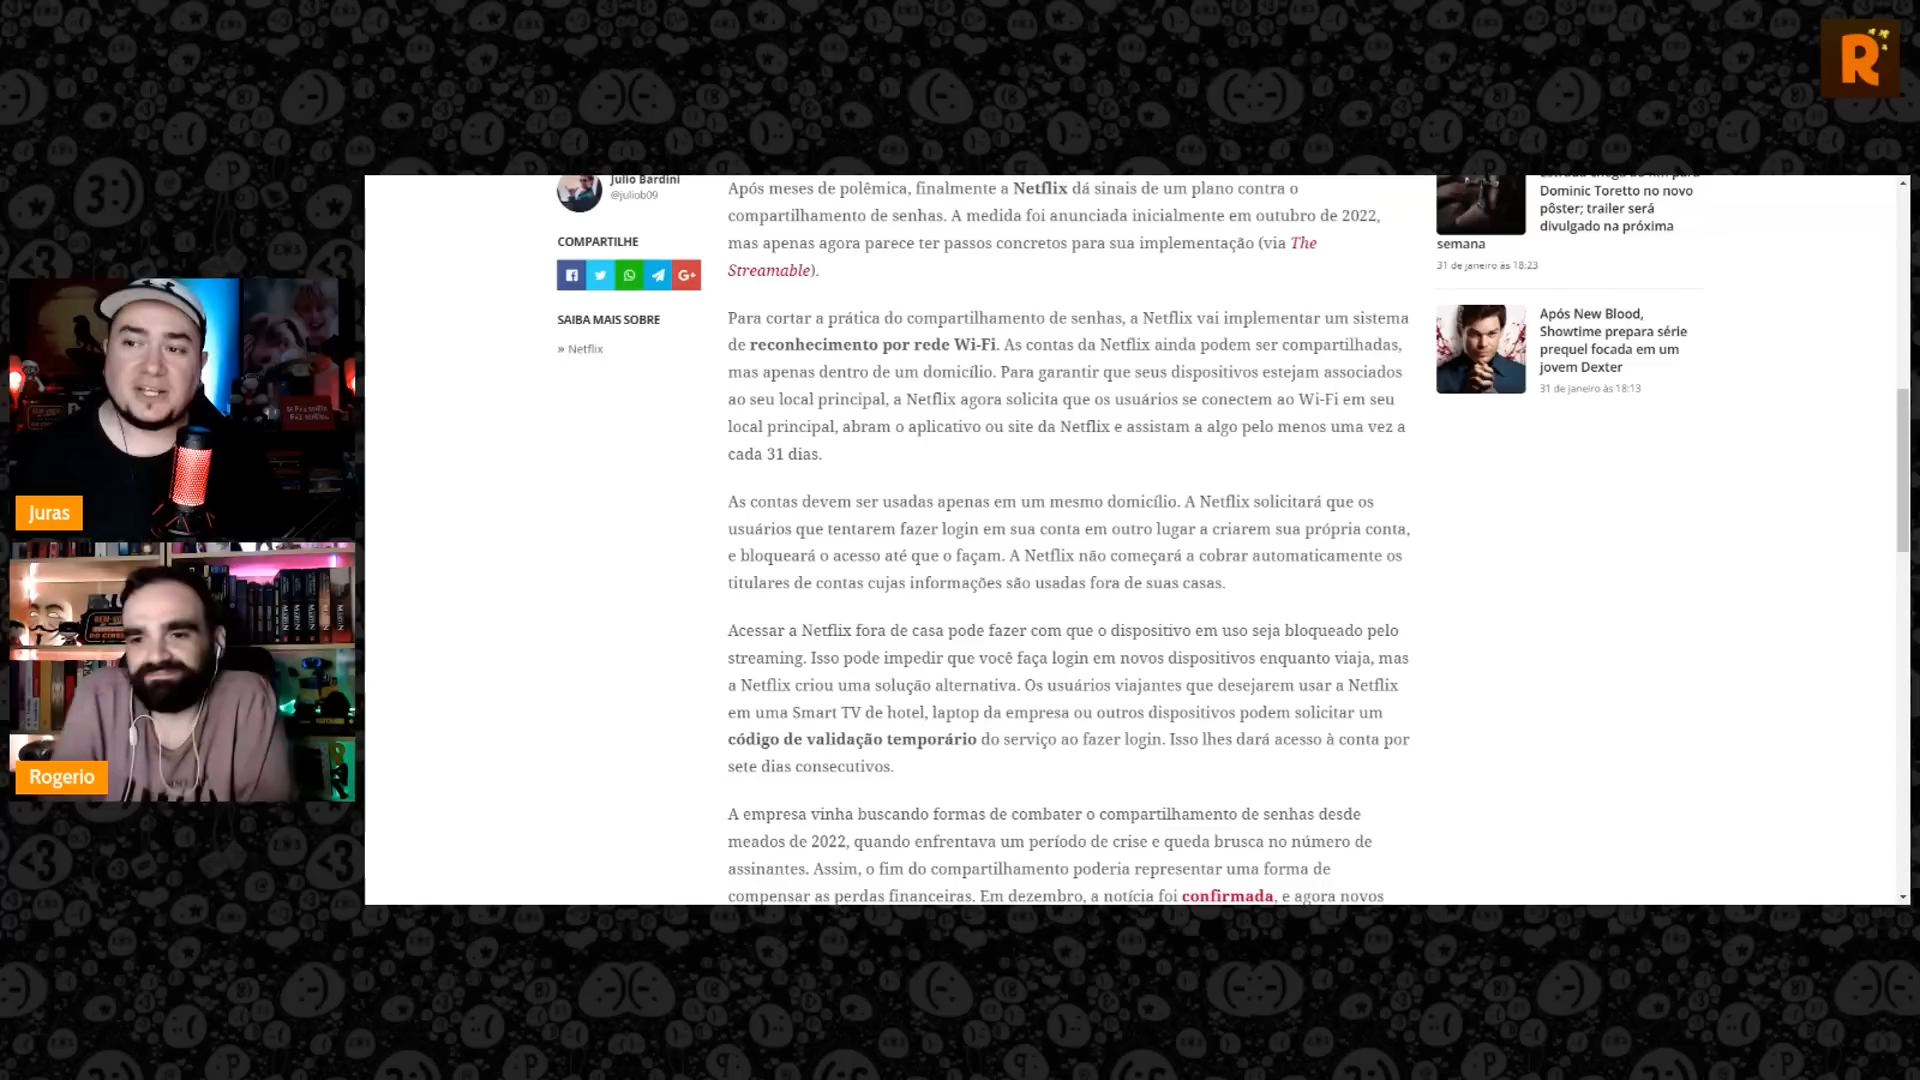 R
Julio Bardini
@juliob09
COMPARTILHE
SAIBA MAIS SOBRE
» Netflix
Após meses de polêmica, finalmente a Netflix dá sinais de um plano contra o
compartilhamento de senhas. A medida foi anunciada inicialmente em outubro de 2022,
mas apenas agora parece ter passos concretos para sua implementação (via The
Streamable).
Para cortar a prática do compartilhamento de senhas, a Netflix vai implementar um sistema
de reconhecimento por rede Wi-Fi. As contas da Netflix ainda podem ser compartilhadas,
mas apenas dentro de um domicílio. Para garantir que seus dispositivos estejam associados
ao seu local principal, a Netflix agora solicita que os usuários se conectem ao Wi-Fi em seu
local principal, abram o aplicativo ou site da Netflix e assistam a algo pelo menos uma vez a
cada 31 dias.
As contas devem ser usadas apenas em um mesmo domicílio. A Netflix solicitará que os
usuários que tentarem fazer login em sua conta em outro lugar a criarem sua própria conta,
e bloqueará o acesso até que o façam. A Netflix não começará a cobrar automaticamente os
titulares de contas cujas informações são usadas fora de suas casas.
Acessar a Netflix fora de casa pode fazer com que o dispositivo em uso seja bloqueado pelo
streaming. Isso pode impedir que você faça login em novos dispositivos enquanto viaja, mas
a Netflix criou uma solução alternativa. Os usuários viajantes que desejarem usar a Netflix
em uma Smart TV de hotel, laptop da empresa ou outros dispositivos podem solicitar um
código de validação temporário do serviço ao fazer login. Isso lhes dará acesso à conta por
sete dias consecutivos.
A empresa vinha buscando formas de combater o compartilhamento de senhas desde
meados de 2022, quando enfrentava um período de crise e queda brusca no número de
assinantes. Assim, o fim do compartilhamento poderia representar uma forma de
compensar as perdas financeiras. Em dezembro, a notícia foi confirmada, e agora novos
Dominic Toretto no novo
pôster; trailer será
divulgado na próxima
semana
31 de janeiro às 18:23
Após New Blood,
Showtime prepara série
prequel focada em um
jovem Dexter
31 de janeiro às 18:13
Juras
Rogerio